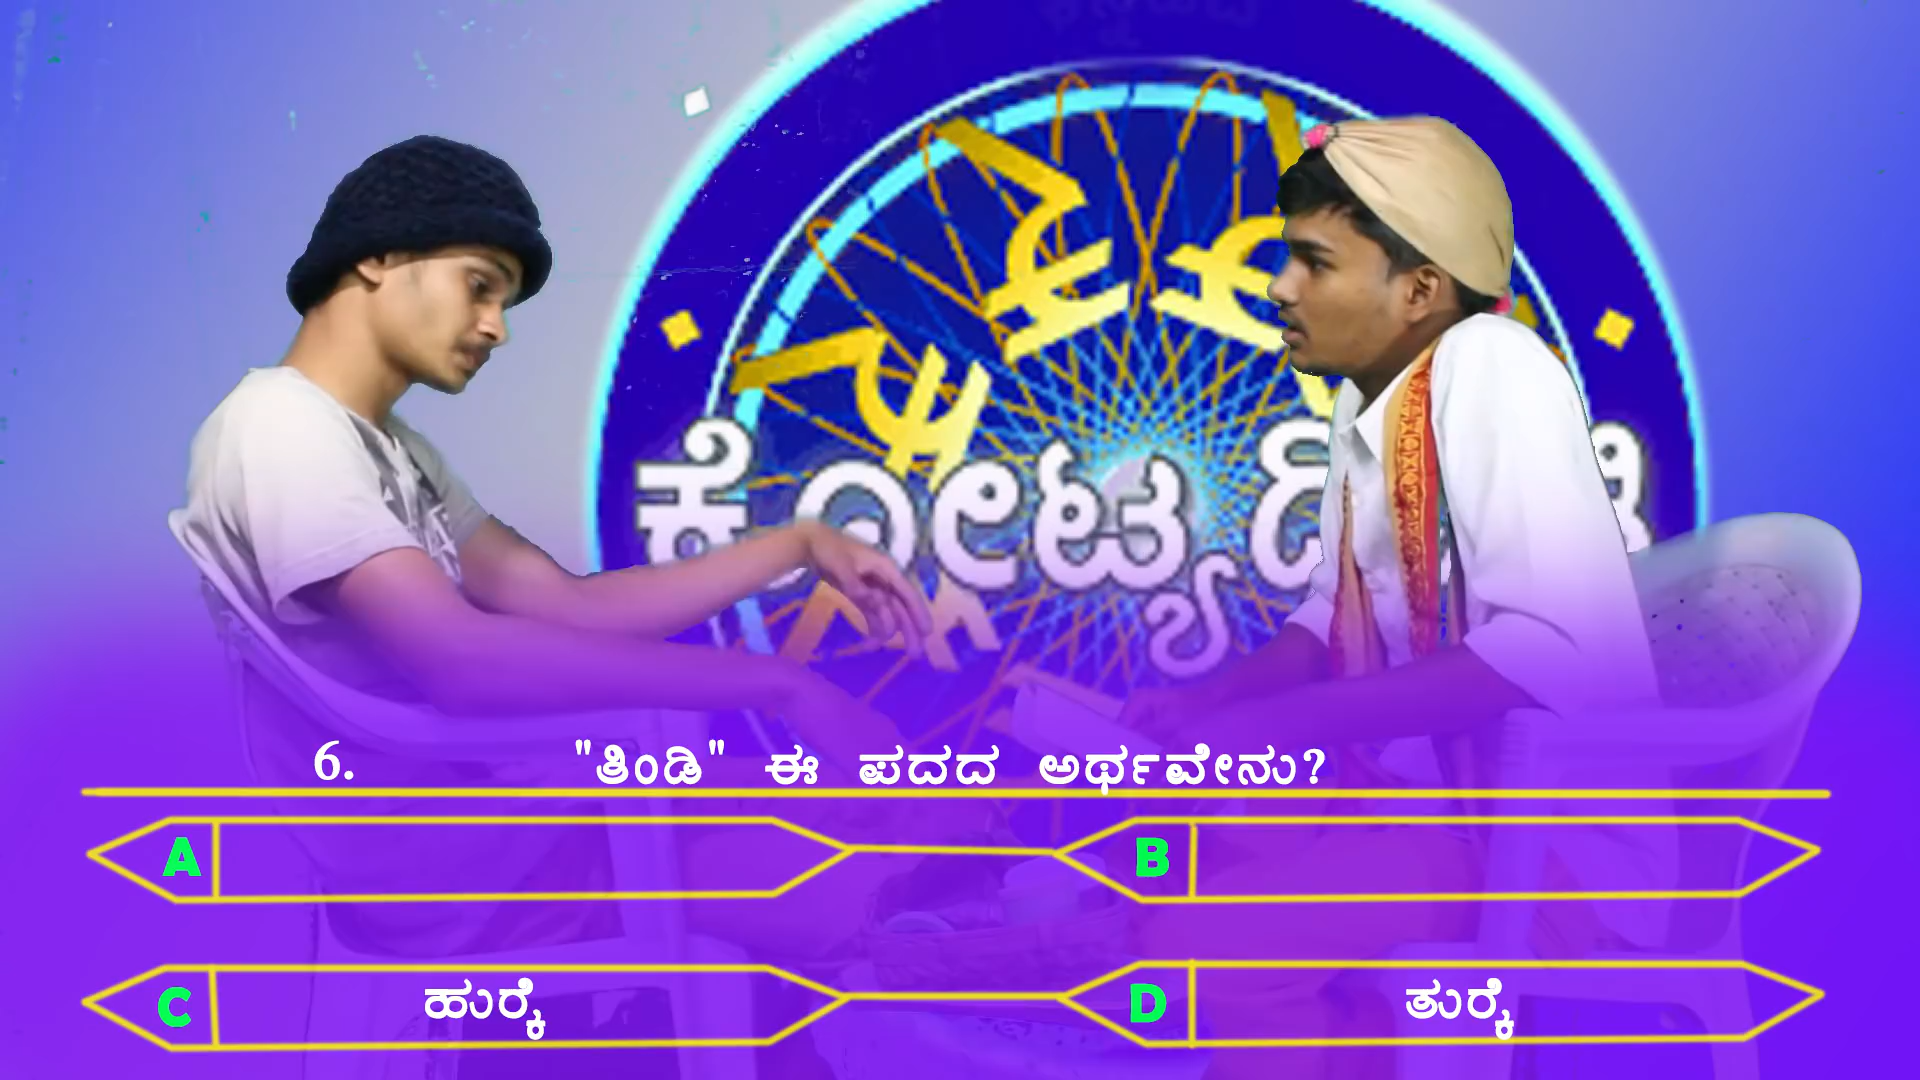 ಕೋಟ್ಯ
6. "ತಿಂಡಿ" ಈ ಪದದ ಅರ್ಥವೇನು?
A
B
C ಹುರ‍್ಕೆ
D ತುರ‍್ಕೆ